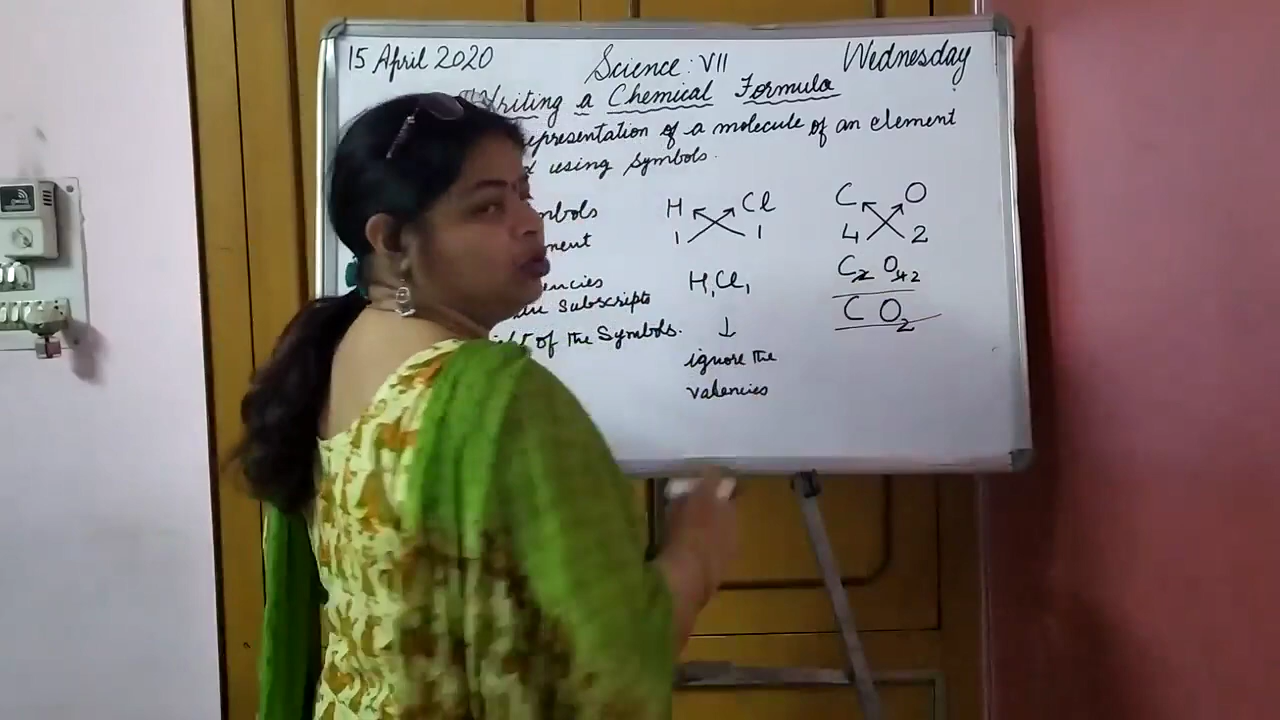 15 April 2020 Science: VII Wednesday
Writing a Chemical Formula
representation of a molecule of an element
using symbols.
H Cl C O
1 1 4 2
H₁Cl₁ C₂ O₄₂
↓ C O₂
Subscripts
of the Symbols.
ignore the
valencies